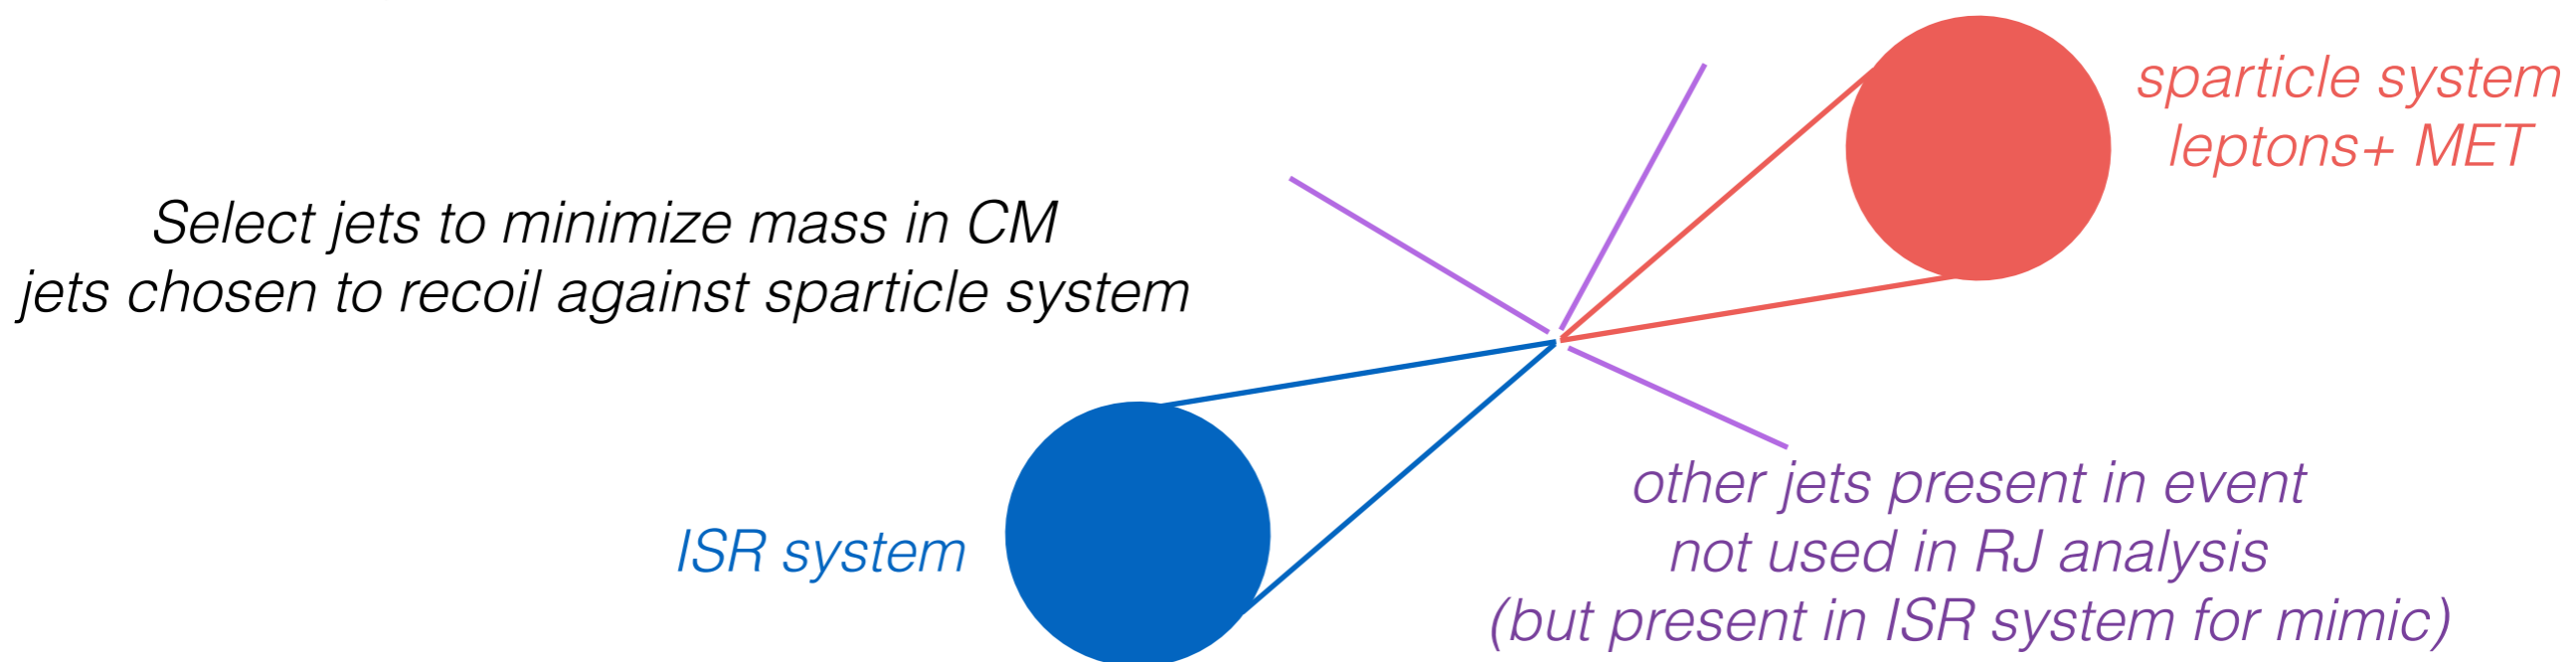 sparticle system
leptons+ MET
Select jets to minimize mass in CM
jets chosen to recoil against sparticle system
ISR system
other jets present in event
not used in RJ analysis
(but present in ISR system for mimic)